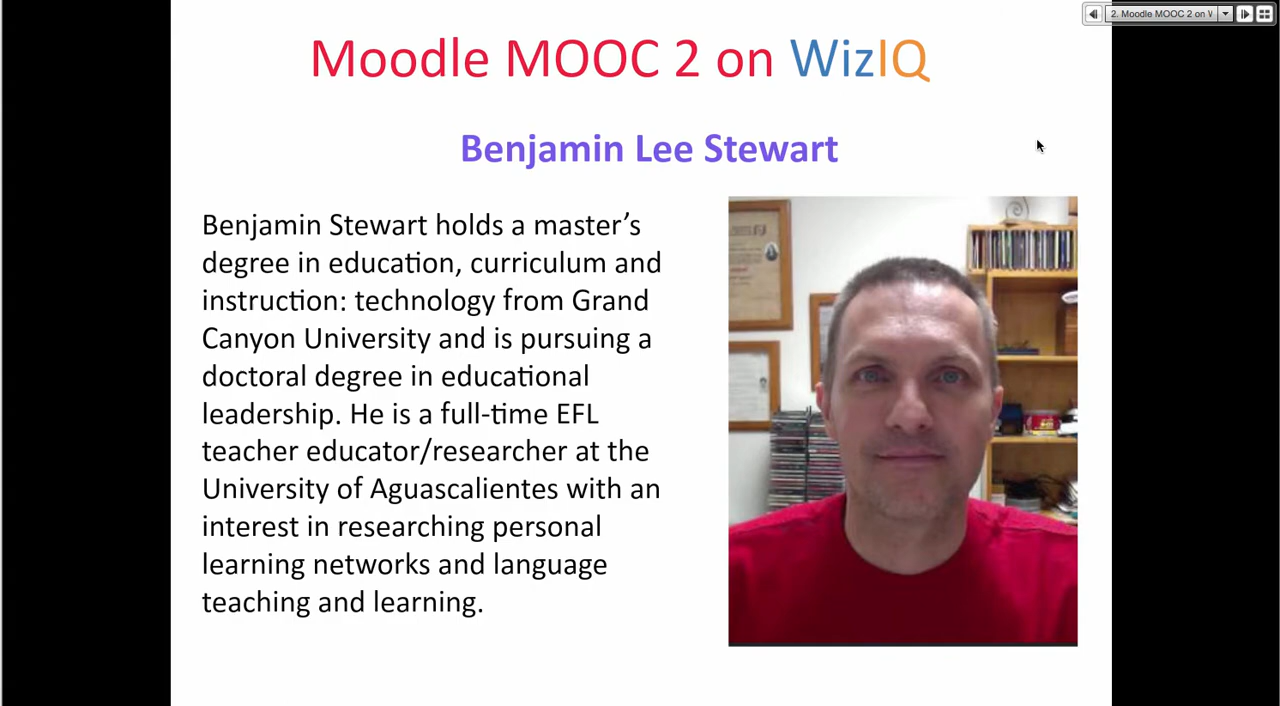 2. Moodle MOOC 2 on W
Moodle MOOC 2 on WizIQ
Benjamin Lee Stewart
Benjamin Stewart holds a master’s
degree in education, curriculum and
instruction: technology from Grand
Canyon University and is pursuing a
doctoral degree in educational
leadership. He is a full-time EFL
teacher educator/researcher at the
University of Aguascalientes with an
interest in researching personal
learning networks and language
teaching and learning.